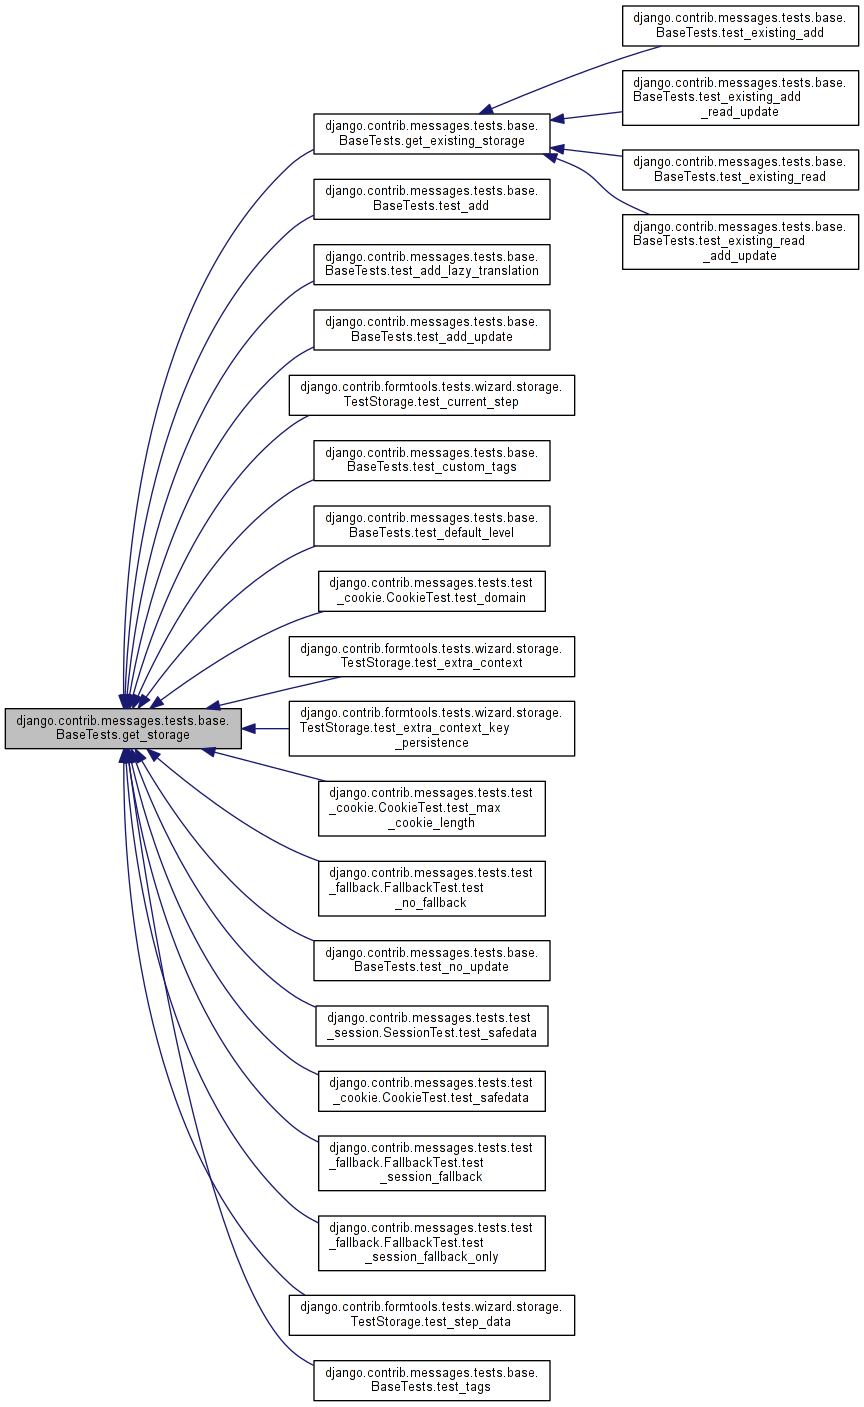 django.contrib.messages.tests.base.
BaseTests.test_existing_add
django.contrib.messages.tests.base.
BaseTests.test_existing_add
_read_update
django.contrib.messages.tests.base.
BaseTests.get_existing_storage
django.contrib.messages.tests.base.
BaseTests.test_existing_read
django.contrib.messages.tests.base.
BaseTests.test_add
django.contrib.messages.tests.base.
BaseTests.test_existing_read
_add_update
django.contrib.messages.tests.base.
BaseTests.test_add_lazy_translation
django.contrib.messages.tests.base.
BaseTests.test_add_update
django.contrib.formtools.tests.wizard.storage.
TestStorage.test_current_step
django.contrib.messages.tests.base.
BaseTests.test_custom_tags
django.contrib.messages.tests.base.
BaseTests.test_default_level
django.contrib.messages.tests.test
_cookie.CookieTest.test_domain
django.contrib.formtools.tests.wizard.storage.
TestStorage.test_extra_context
django.contrib.messages.tests.base.
BaseTests.get_storage
django.contrib.formtools.tests.wizard.storage.
TestStorage.test_extra_context_key
_persistence
django.contrib.messages.tests.test
_cookie.CookieTest.test_max
_cookie_length
django.contrib.messages.tests.test
_fallback.FallbackTest.test
_no_fallback
django.contrib.messages.tests.base.
BaseTests.test_no_update
django.contrib.messages.tests.test
_session.SessionTest.test_safedata
django.contrib.messages.tests.test
_cookie.CookieTest.test_safedata
django.contrib.messages.tests.test
_fallback.FallbackTest.test
_session_fallback
django.contrib.messages.tests.test
_fallback.FallbackTest.test
_session_fallback_only
django.contrib.formtools.tests.wizard.storage.
TestStorage.test_step_data
django.contrib.messages.tests.base.
BaseTests.test_tags